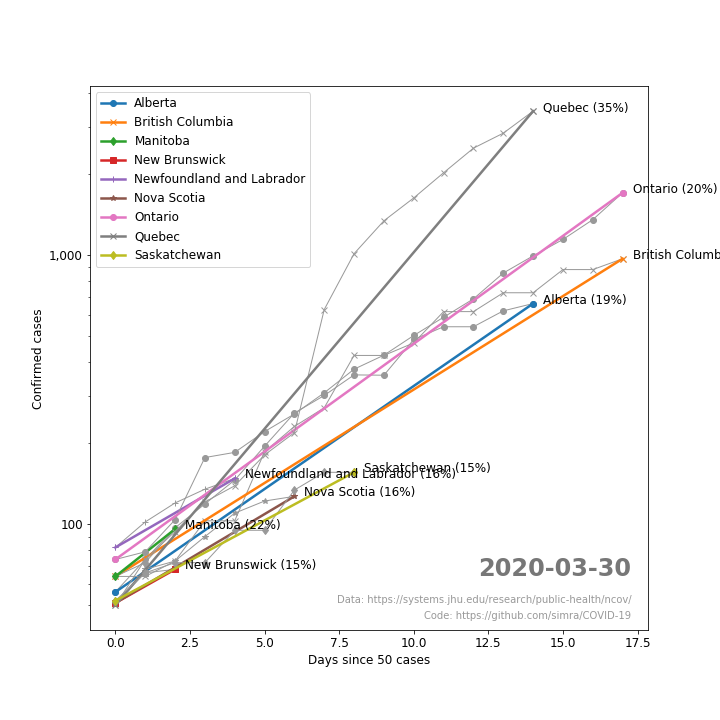 Alberta
British Columbia
Manitoba
New Brunswick
Newfoundland and Labrador
Nova Scotia
Ontario
Quebec
Saskatchewan
Quebec (35%)
Ontario (20%)
British Columb
Alberta (19%)
Saskatchewan (15%)
Newfoundland and Labrador (16%)
Nova Scotia (16%)
Manitoba (22%)
New Brunswick (15%)
1,000
100
Confirmed cases
2020-03-30
Data: https://systems.jhu.edu/research/public-health/ncov/
Code: https://github.com/simra/COVID-19
0.0 2.5 5.0 7.5 10.0 12.5 15.0 17.5
Days since 50 cases